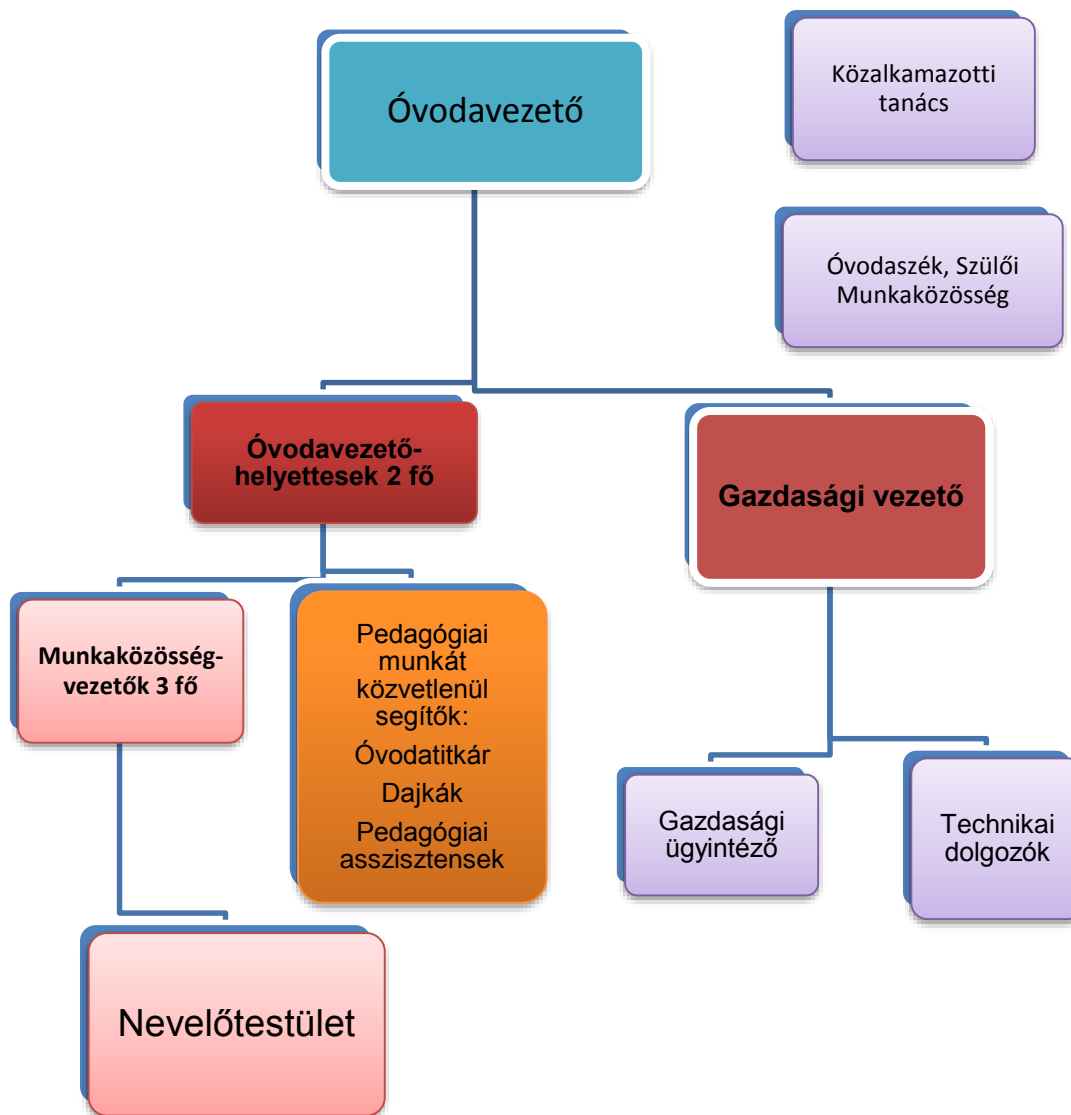 Óvodavezető
Közalkamazotti
tanács
Óvodaszék, Szülői
Munkaközösség
Óvodavezető-
helyettesek 2 fő
Gazdasági vezető
Munkaközösség-
vezetők 3 fő
Pedagógiai
munkát
közvetlenül
segítők:
Óvodatitkár
Dajkák
Pedagógiai
asszisztensek
Gazdasági
ügyintéző
Technikai
dolgozók
Nevelőtestület